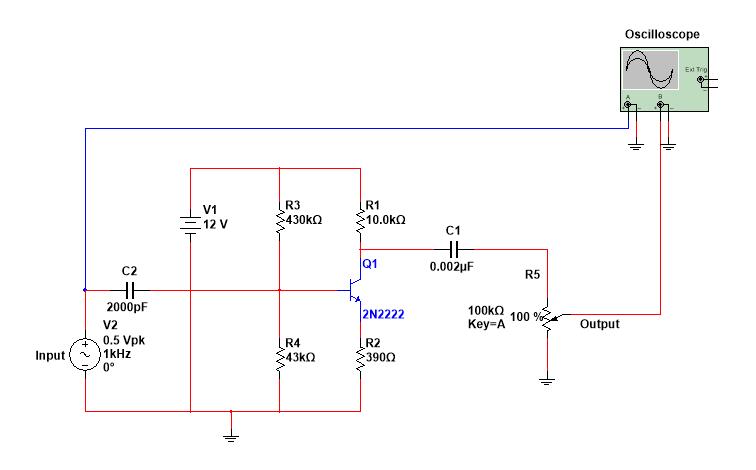 Oscilloscope
Ext Trig
+
A
B
+
−
+
−
V1
12 V
R3
430kΩ
R1
10.0kΩ
C1
0.002µF
Q1
2N2222
C2
2000pF
R5
100kΩ
Key=A
100 %
Output
V2
0.5 Vpk
1kHz
0°
Input
R4
43kΩ
R2
390Ω